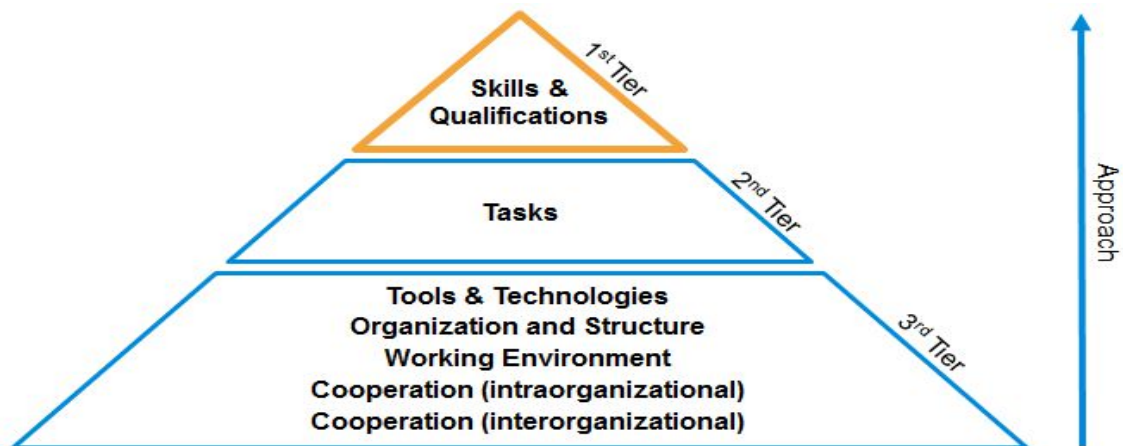 1st Tier
Skills &
Qualifications
2nd Tier
Tasks
3rd Tier
Tools & Technologies
Organization and Structure
Working Environment
Cooperation (intraorganizational)
Cooperation (interorganizational)
Approach